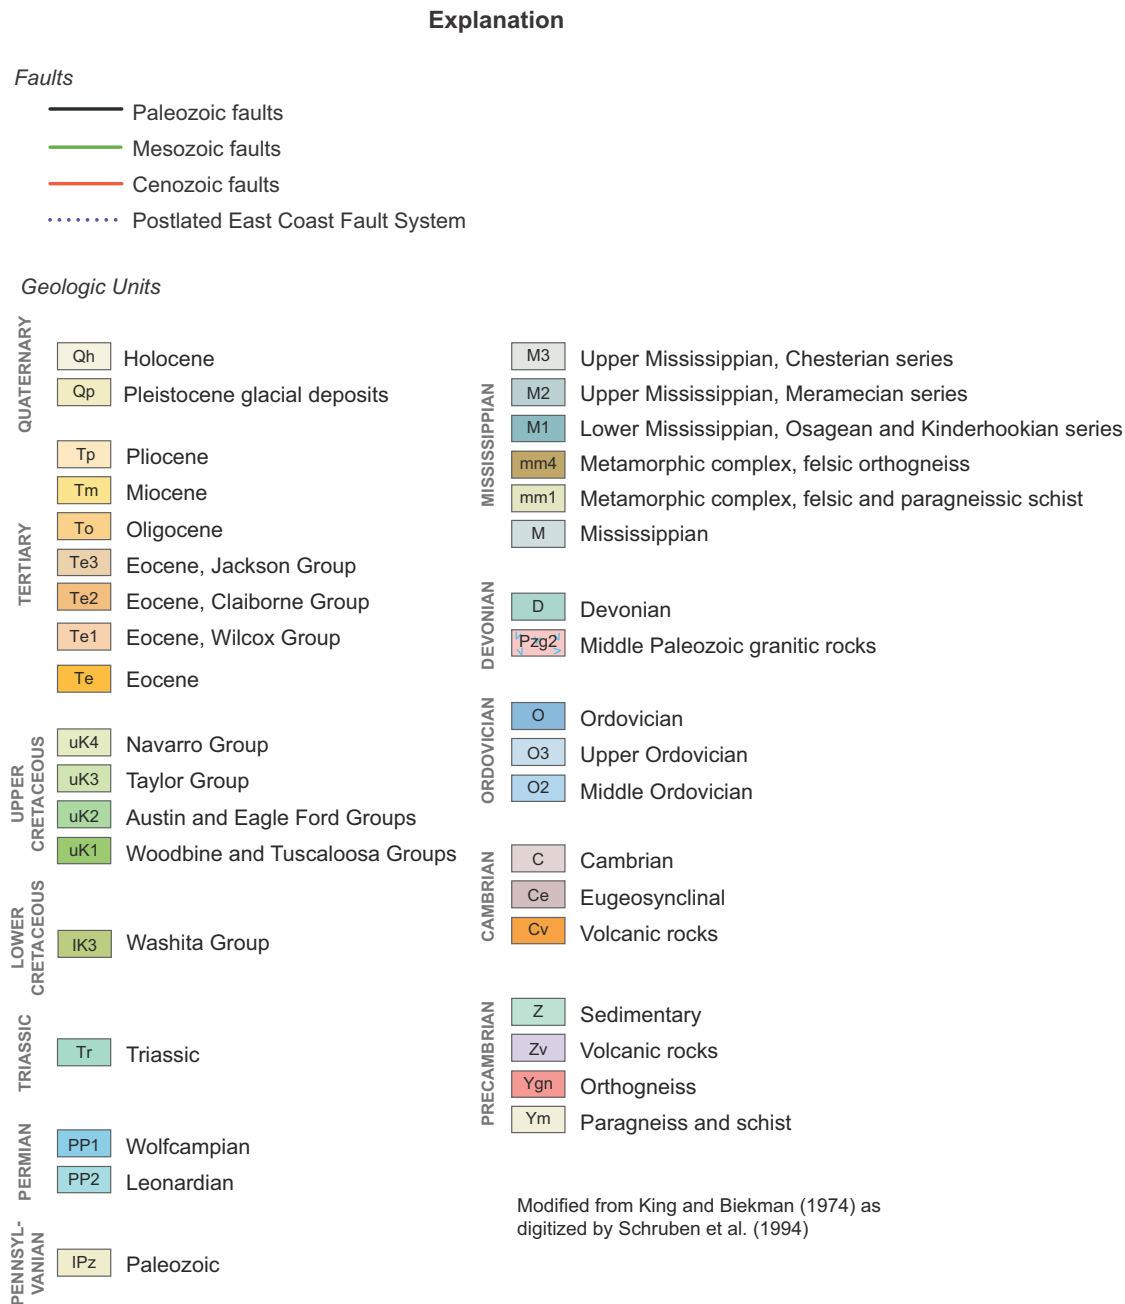 Explanation
Faults
Paleozoic faults
Mesozoic faults
Cenozoic faults
Postlated East Coast Fault System
Geologic Units
QUATERNARY
Qh Holocene
Qp Pleistocene glacial deposits
TERTIARY
Tp Pliocene
Tm Miocene
To Oligocene
Te3 Eocene, Jackson Group
Te2 Eocene, Claiborne Group
Te1 Eocene, Wilcox Group
Te Eocene
UPPER
CRETACEOUS
uK4 Navarro Group
uK3 Taylor Group
uK2 Austin and Eagle Ford Groups
uK1 Woodbine and Tuscaloosa Groups
LOWER
CRETACEOUS
lK3 Washita Group
TRIASSIC
Tr Triassic
PERMIAN
PP1 Wolfcampian
PP2 Leonardian
PENNSYL-
VANIAN
IPz Paleozoic
MISSISSIPPIAN
M3 Upper Mississippian, Chesterian series
M2 Upper Mississippian, Meramecian series
M1 Lower Mississippian, Osagean and Kinderhookian series
mm4 Metamorphic complex, felsic orthogneiss
mm1 Metamorphic complex, felsic and paragneissic schist
M Mississippian
DEVONIAN
D Devonian
Pzg2 Middle Paleozoic granitic rocks
ORDOVICIAN
O Ordovician
O3 Upper Ordovician
O2 Middle Ordovician
CAMBRIAN
C Cambrian
Ce Eugeosynclinal
Cv Volcanic rocks
PRECAMBRIAN
Z Sedimentary
Zv Volcanic rocks
Ygn Orthogneiss
Ym Paragneiss and schist
Modified from King and Biekman (1974) as
digitized by Schruben et al. (1994)